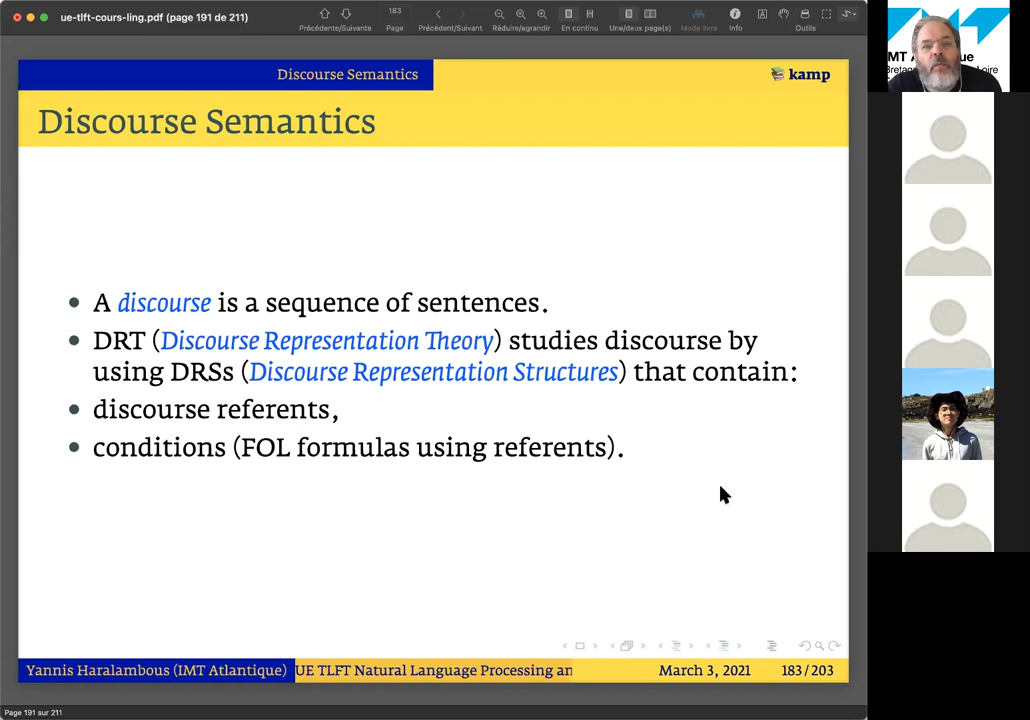 ue-tlft-cours-ling.pdf (page 191 de 211)
183
Précédente/Suivante
Page
Précédent/Suivant
Réduire/agrandir
En continu
Une/deux page(s)
Mode livre
Info
Outils
Discourse Semantics
kamp
Discourse Semantics
• A discourse is a sequence of sentences.
• DRT (Discourse Representation Theory) studies discourse by
using DRSs (Discourse Representation Structures) that contain:
• discourse referents,
• conditions (FOL formulas using referents).
Yannis Haralambous (IMT Atlantique)
UE TLFT Natural Language Processing an
March 3, 2021
183/203
Page 191 sur 211